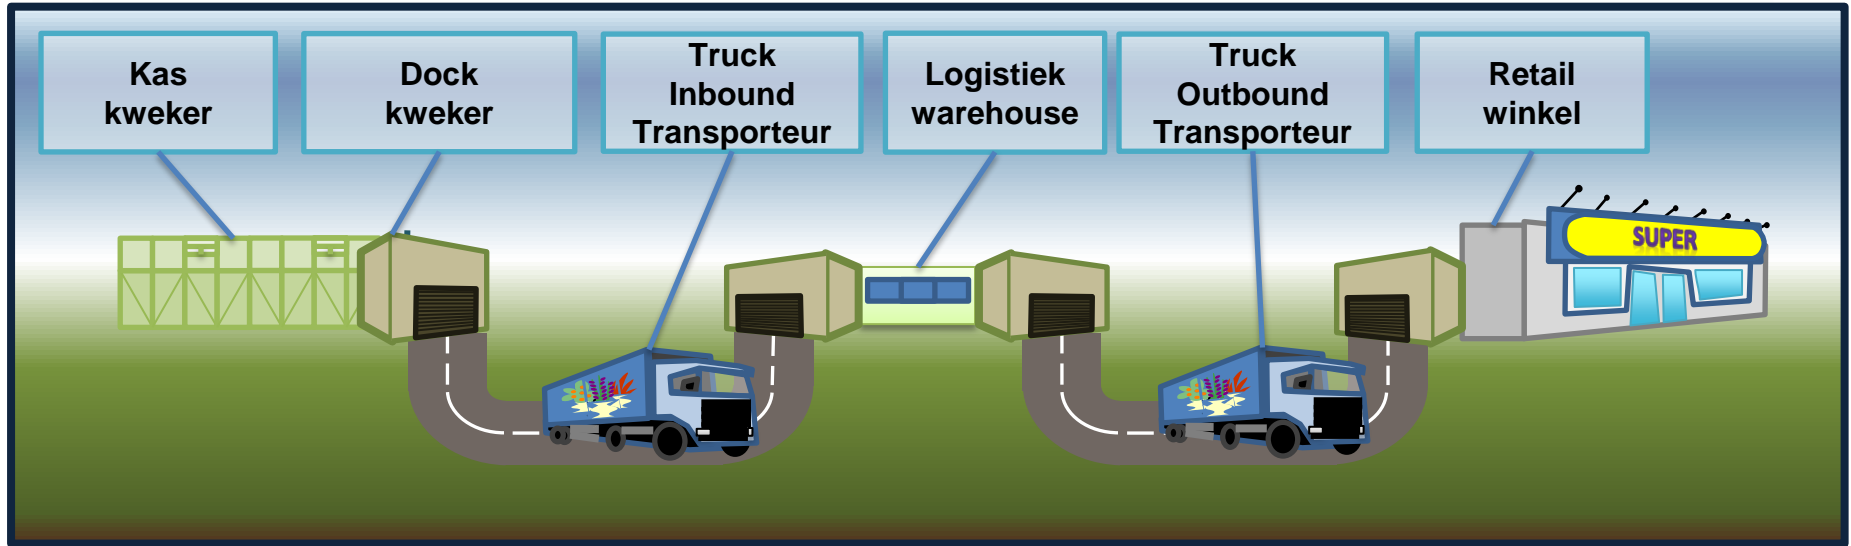 Kas
kweker
Dock
kweker
Truck
Inbound
Transporteur
Logistiek
warehouse
Truck
Outbound
Transporteur
Retail
winkel
SUPER